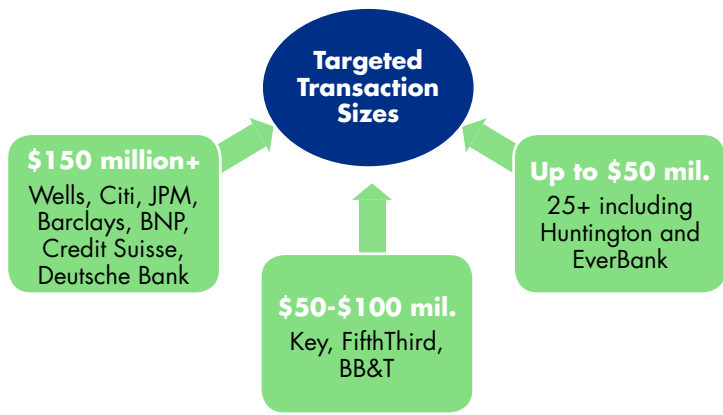 Targeted
Transaction
Sizes
$150 million+
Wells, Citi, JPM,
Barclays, BNP,
Credit Suisse,
Deutsche Bank
$50-$100 mil.
Key, FifthThird,
BB&T
Up to $50 mil.
25+ including
Huntington and
EverBank